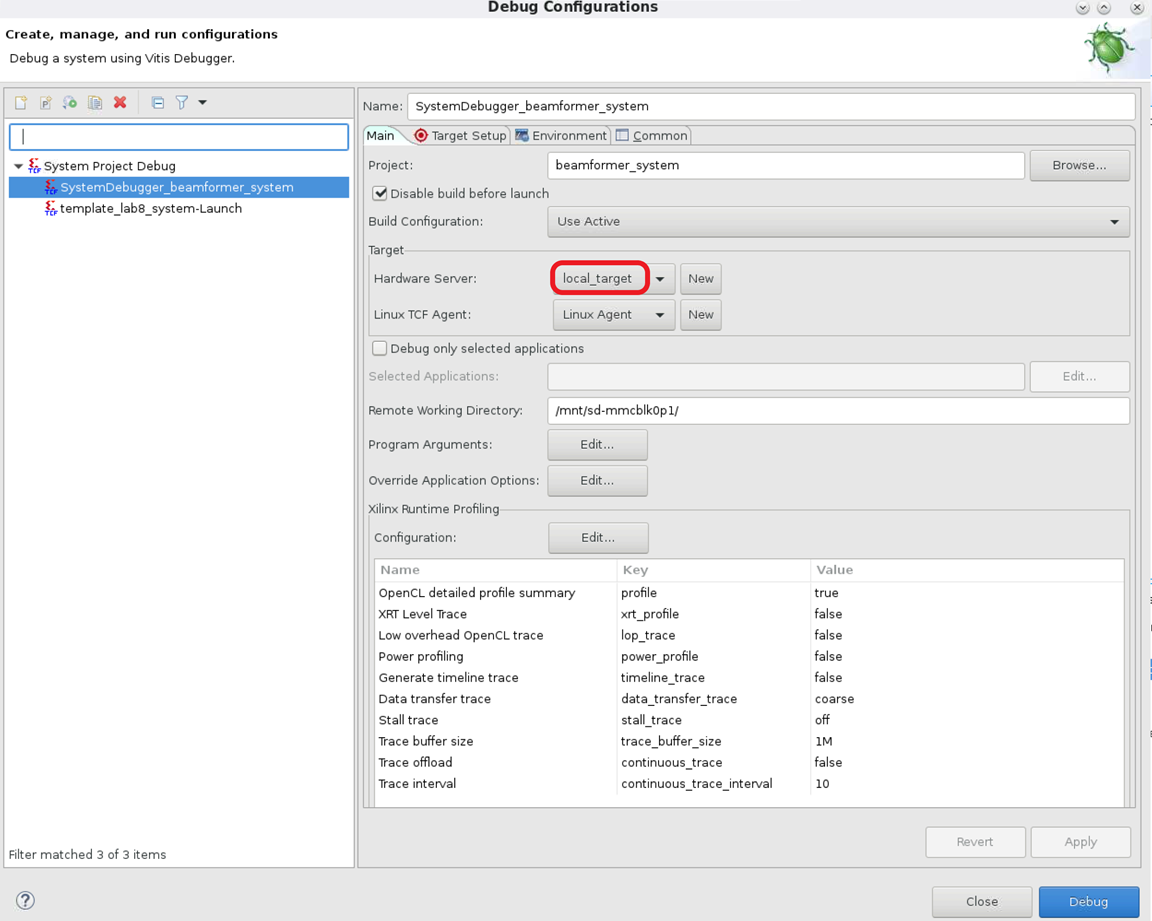 Debug Configurations
Create, manage, and run configurations
Debug a system using Vitis Debugger.
System Project Debug
SystemDebugger_beamformer_system
template_lab8_system-Launch
Filter matched 3 of 3 items
Name: SystemDebugger_beamformer_system
Main Target Setup Environment Common
Project: beamformer_system Browse...
Disable build before launch
Build Configuration: Use Active
Target
Hardware Server: local_target New
Linux TCF Agent: Linux Agent New
Debug only selected applications
Selected Applications: Edit...
Remote Working Directory: /mnt/sd-mmcblk0p1/
Program Arguments: Edit...
Override Application Options: Edit...
Xilinx Runtime Profiling
Configuration: Edit...
Name Key Value
OpenCL detailed profile summary profile true
XRT Level Trace xrt_profile false
Low overhead OpenCL trace lop_trace false
Power profiling power_profile false
Generate timeline trace timeline_trace false
Data transfer trace data_transfer_trace coarse
Stall trace stall_trace off
Trace buffer size trace_buffer_size 1M
Trace offload continuous_trace false
Trace interval continuous_trace_interval 10
Revert Apply
Close Debug